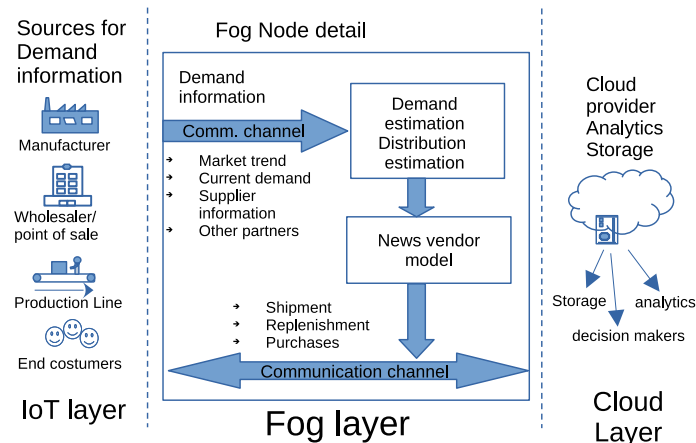 Sources for
Demand
information
Manufacturer
Wholesaler/
point of sale
Production Line
End costumers
IoT layer
Fog Node detail
Demand
information
Comm. channel
Market trend
Current demand
Supplier
information
Other partners
Demand
estimation
Distribution
estimation
News vendor
model
Shipment
Replenishment
Purchases
Communication channel
Fog layer
Cloud
provider
Analytics
Storage
Storage
analytics
decision makers
Cloud
Layer